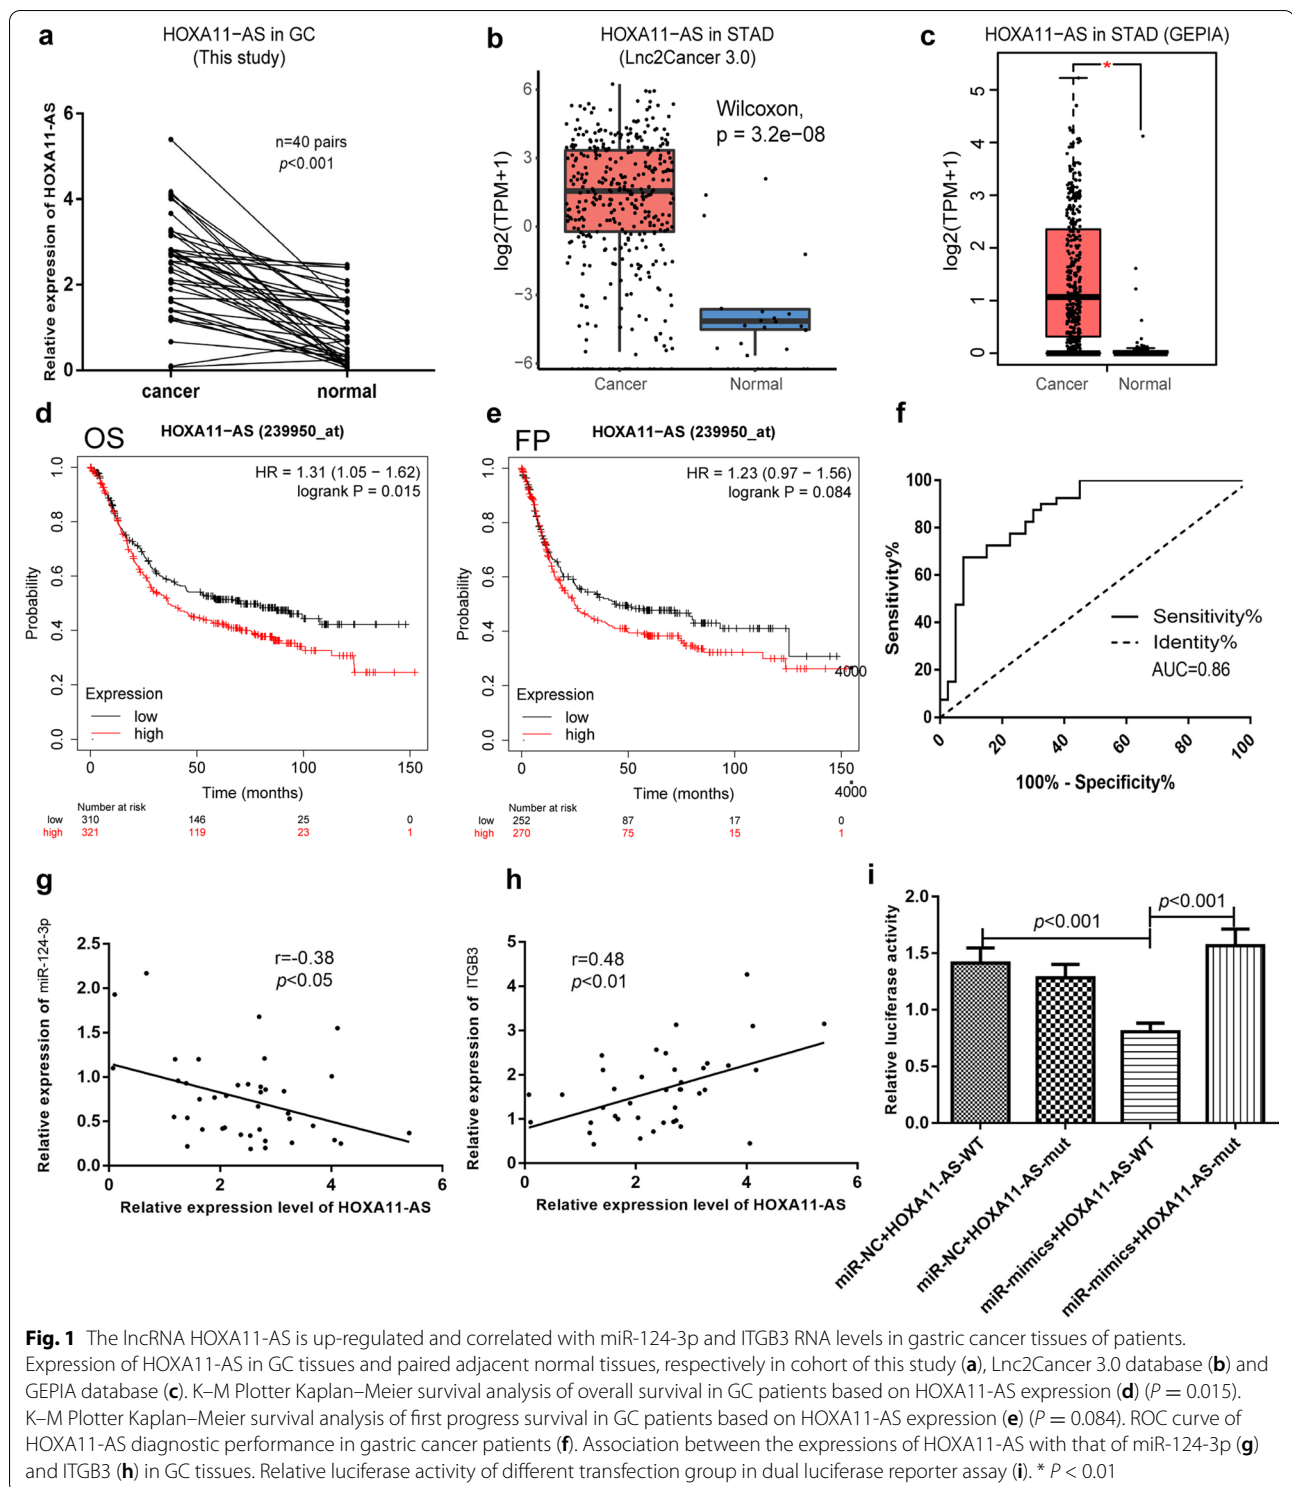 a
HOXA11−AS in GC
(This study)
Relative expression of HOXA11-AS
6
4
2
0
n=40 pairs
p<0.001
cancer
normal
b
HOXA11−AS in STAD
(Lnc2Cancer 3.0)
log2(TPM+1)
6
3
0
−3
−6
Wilcoxon,
p = 3.2e−08
Cancer
Normal
c
HOXA11−AS in STAD (GEPIA)
log2(TPM+1)
5
4
3
2
1
0
*
Cancer
Normal
d
OS
HOXA11−AS (239950_at)
HR = 1.31 (1.05 − 1.62)
logrank P = 0.015
Probability
1.0
0.8
0.6
0.4
0.2
0.0
Expression
low
high
0 50 100 150
Time (months)
Number at risk
low 310 146 25 0
high 321 119 23 1
e
FP
HOXA11−AS (239950_at)
HR = 1.23 (0.97 − 1.56)
logrank P = 0.084
Probability
1.0
0.8
0.6
0.4
0.2
0.0
Expression
low
high
4000
0 50 100 150
Time (months)
4000
Number at risk
low 252 87 17 0
high 270 75 15 1
f
Sensitivity%
100
80
60
40
20
0
Sensitivity%
Identity%
AUC=0.86
0 20 40 60 80 100
100% - Specificity%
g
Relative expression of miR-124-3p
2.5
2.0
1.5
1.0
0.5
0.0
r=-0.38
p<0.05
0 2 4 6
Relative expression level of HOXA11-AS
h
Relative expression of ITGB3
5
4
3
2
1
0
r=0.48
p<0.01
0 2 4 6
Relative expression level of HOXA11-AS
i
Relative luciferase activity
2.0
1.5
1.0
0.5
0.0
p<0.001
p<0.001
miR-NC+HOXA11-AS-WT
miR-NC+HOXA11-AS-mut
miR-mimics+HOXA11-AS-WT
miR-mimics+HOXA11-AS-mut
Fig. 1 The lncRNA HOXA11-AS is up-regulated and correlated with miR-124-3p and ITGB3 RNA levels in gastric cancer tissues of patients.
Expression of HOXA11-AS in GC tissues and paired adjacent normal tissues, respectively in cohort of this study (a), Lnc2Cancer 3.0 database (b) and
GEPIA database (c). K–M Plotter Kaplan–Meier survival analysis of overall survival in GC patients based on HOXA11-AS expression (d) (P = 0.015).
K–M Plotter Kaplan–Meier survival analysis of first progress survival in GC patients based on HOXA11-AS expression (e) (P = 0.084). ROC curve of
HOXA11-AS diagnostic performance in gastric cancer patients (f). Association between the expressions of HOXA11-AS with that of miR-124-3p (g)
and ITGB3 (h) in GC tissues. Relative luciferase activity of different transfection group in dual luciferase reporter assay (i). * P < 0.01